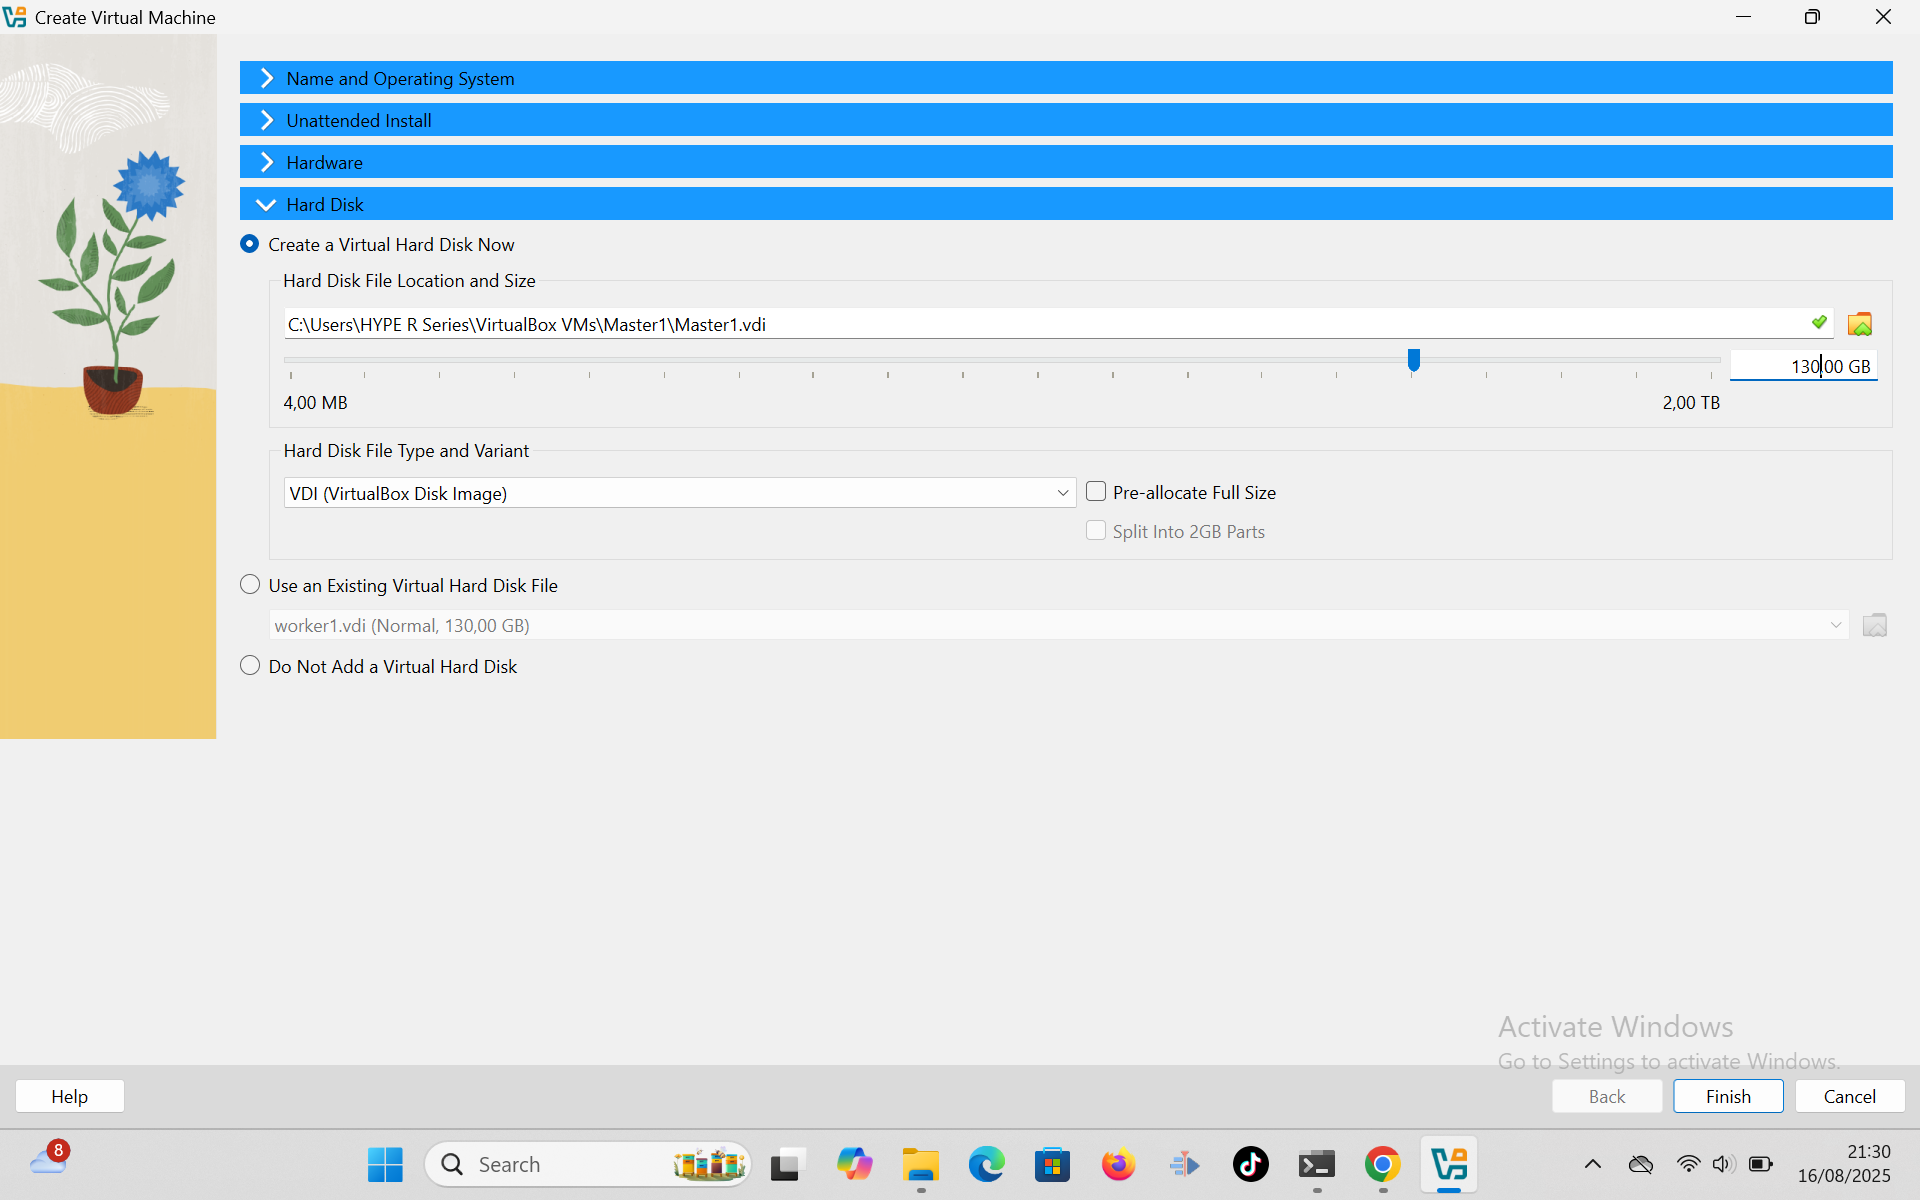 Create Virtual Machine
Name and Operating System
Unattended Install
Hardware
Hard Disk
Create a Virtual Hard Disk Now
Hard Disk File Location and Size
C:\Users\HYPE R Series\VirtualBox VMs\Master1\Master1.vdi
130,00 GB
4,00 MB 2,00 TB
Hard Disk File Type and Variant
VDI (VirtualBox Disk Image) Pre-allocate Full Size
Split Into 2GB Parts
Use an Existing Virtual Hard Disk File
worker1.vdi (Normal, 130,00 GB)
Do Not Add a Virtual Hard Disk
Activate Windows
Go to Settings to activate Windows.
Help Back Finish Cancel
8 Search 21:30
16/08/2025